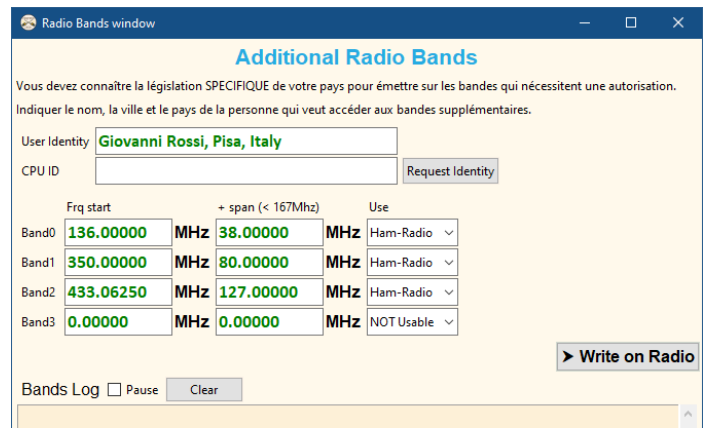 Radio Bands window
Additional Radio Bands
Vous devez connaître la législation SPECIFIQUE de votre pays pour émettre sur les bandes qui nécessitent une autorisation.
Indiquer le nom, la ville et le pays de la personne qui veut accéder aux bandes supplémentaires.
User Identity Giovanni Rossi, Pisa, Italy
CPU ID Request Identity
Frq start + span (< 167Mhz) Use
Band0 136.00000 MHz 38.00000 MHz Ham-Radio
Band1 350.00000 MHz 80.00000 MHz Ham-Radio
Band2 433.06250 MHz 127.00000 MHz Ham-Radio
Band3 0.00000 MHz 0.00000 MHz NOT Usable
➤ Write on Radio
Bands Log Pause Clear